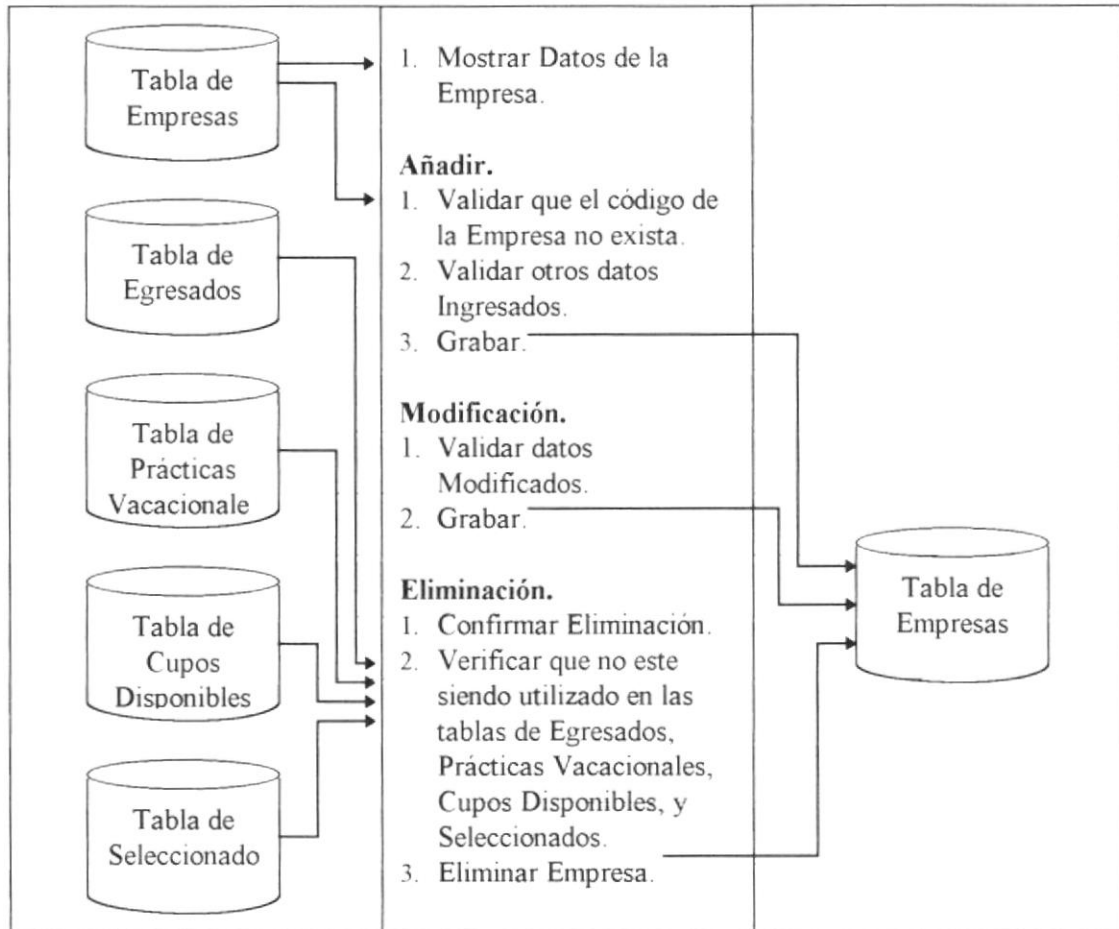 Tabla de
Empresas
Tabla de
Egresados
Tabla de
Prácticas
Vacacionale
Tabla de
Cupos
Disponibles
Tabla de
Seleccionado
1. Mostrar Datos de la
Empresa.
Añadir.
1. Validar que el código de
la Empresa no exista.
2. Validar otros datos
Ingresados.
3. Grabar.
Modificación.
1. Validar datos
Modificados.
2. Grabar.
Eliminación.
1. Confirmar Eliminación.
2. Verificar que no este
siendo utilizado en las
tablas de Egresados,
Prácticas Vacacionales,
Cupos Disponibles, y
Seleccionados.
3. Eliminar Empresa.
Tabla de
Empresas